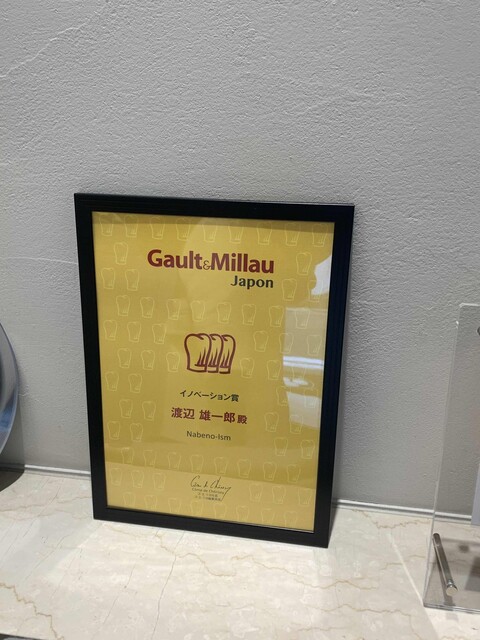 Gault&Millau
Japon
イノベーション賞
渡辺 雄一郎 殿
Nabeno-Ism